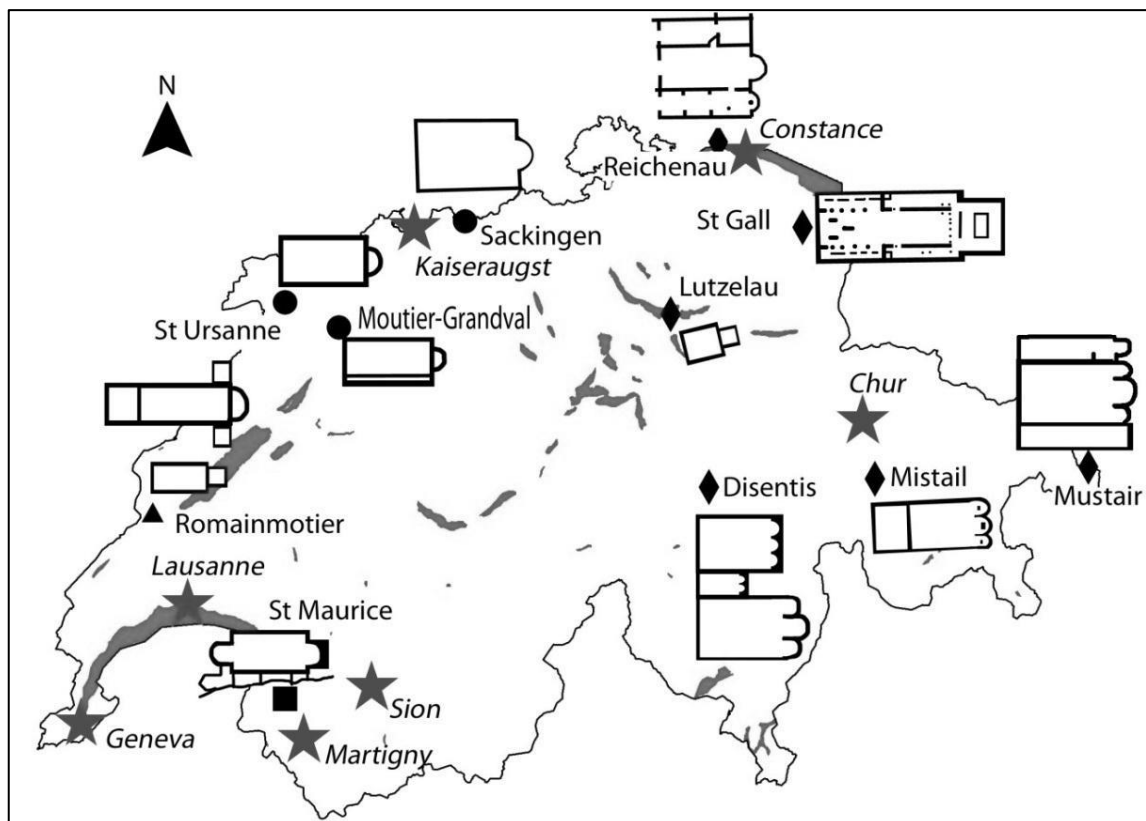 N
Constance
Reichenau
St Gall
Sackingen
Kaiseraugst
Lutzelau
St Ursanne
Moutier-Grandval
Chur
Disentis
Mistail
Mustair
Romainmotier
Lausanne
St Maurice
Sion
Geneva
Martigny